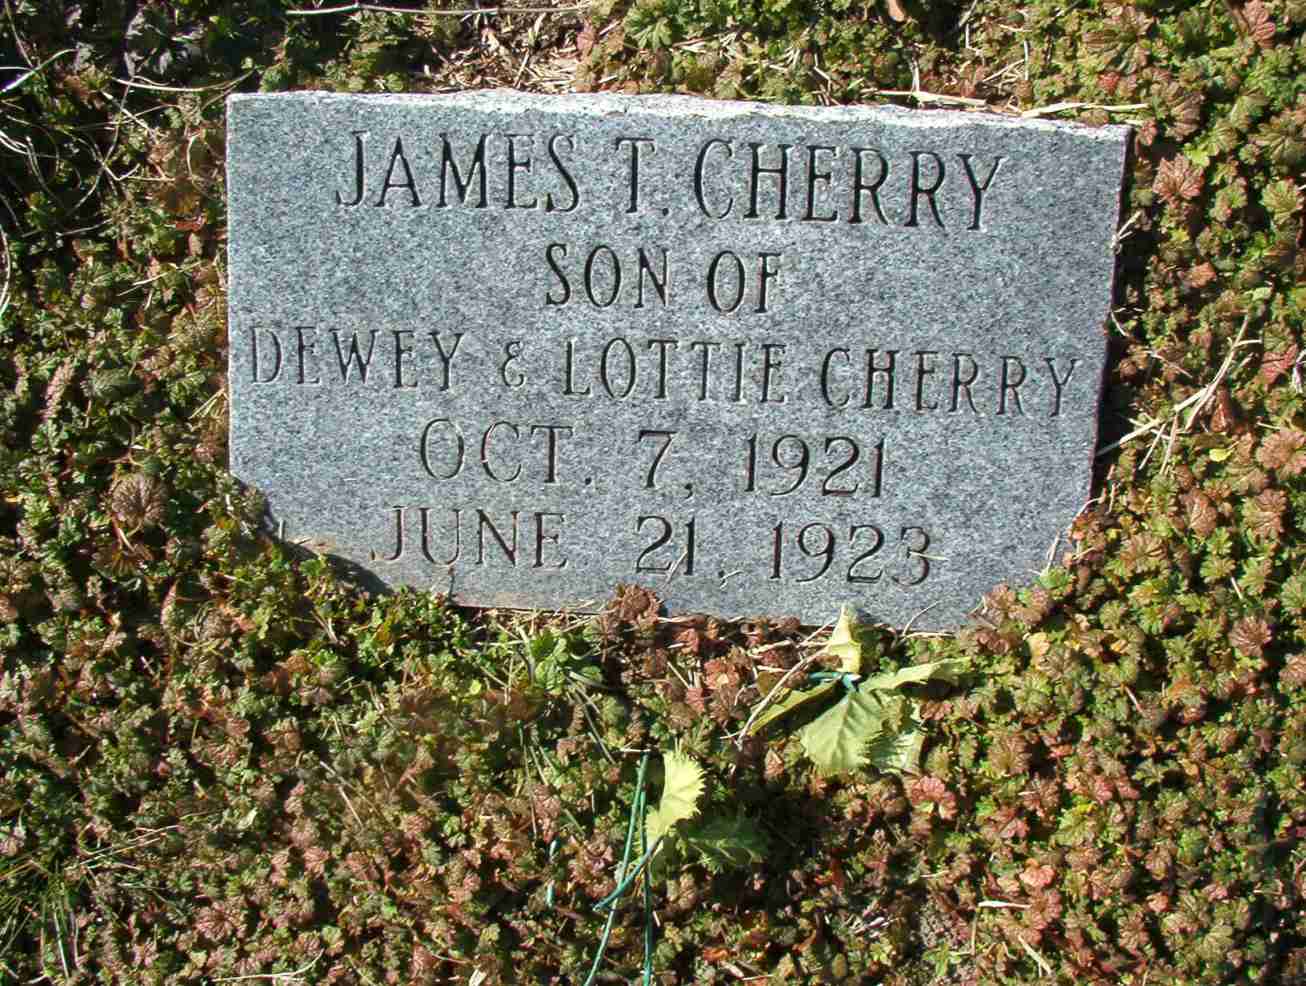 JAMES T. CHERRY
SON OF
DEWEY & LOTTIE CHERRY
OCT. 7, 1921
JUNE 21, 1923